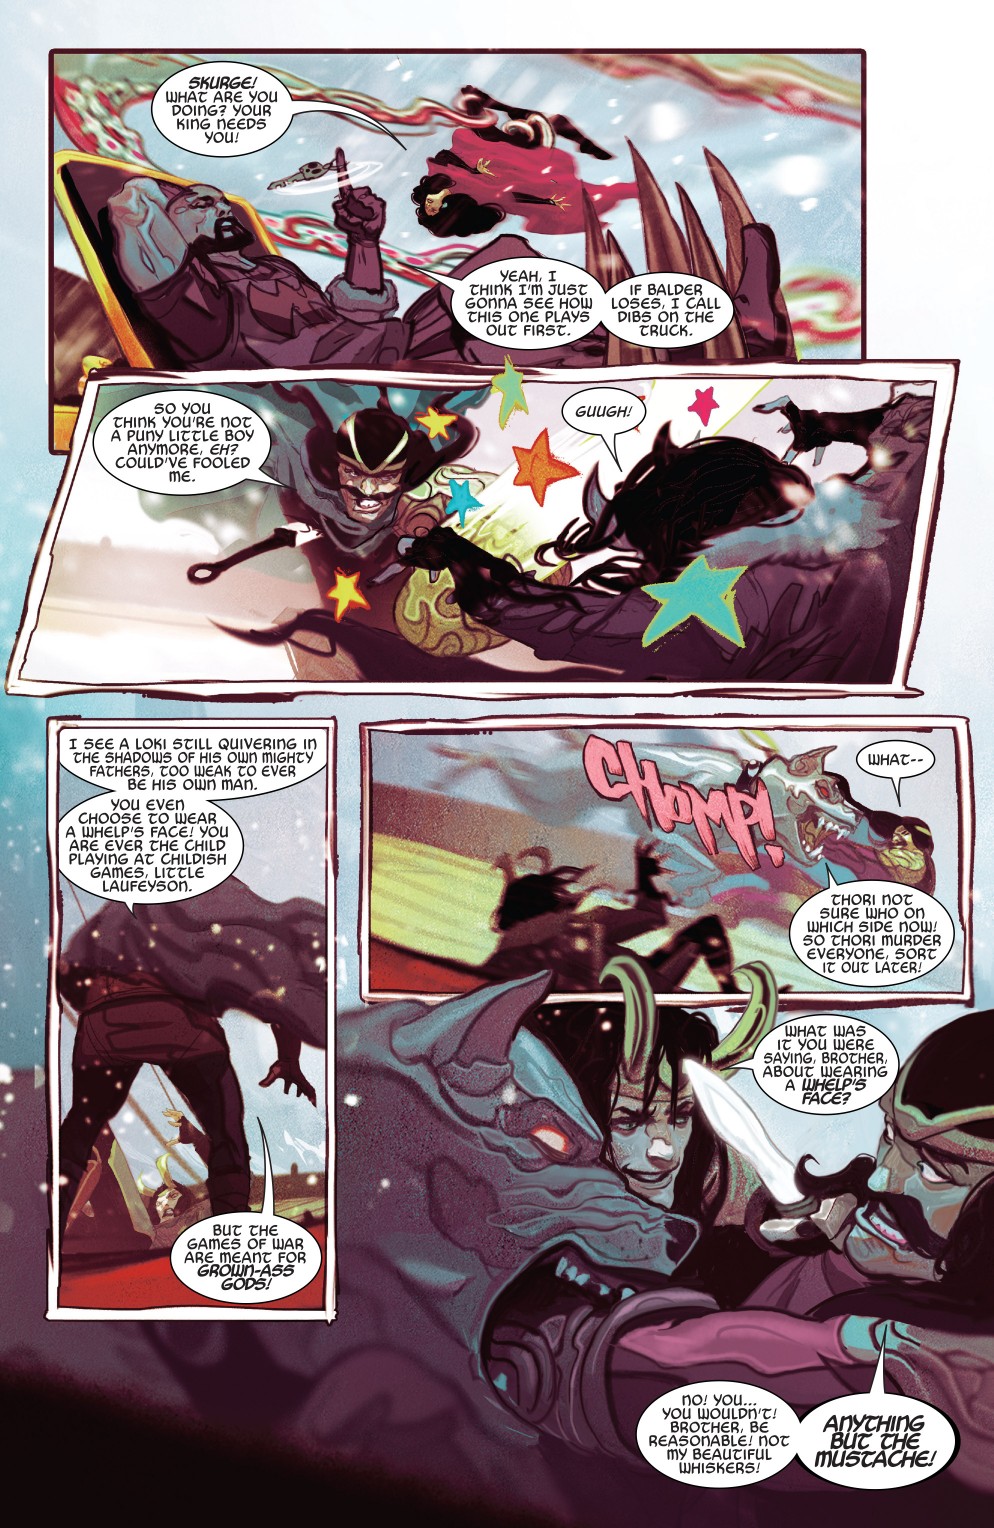 SKURGE!
WHAT ARE YOU
DOING? YOUR
KING NEEDS
YOU!
YEAH, I
THINK I'M JUST
GONNA SEE HOW
THIS ONE PLAYS
OUT FIRST.
IF BALDER
LOSES, I CALL
DIBS ON THE
TRUCK.
SO YOU
THINK YOU'RE NOT
A PUNY LITTLE BOY
ANYMORE, EH?
COULD'VE FOOLED
ME.
GUUGH!
I SEE A LOKI STILL QUIVERING IN
THE SHADOWS OF HIS OWN MIGHTY
FATHERS, TOO WEAK TO EVER
BE HIS OWN MAN.
YOU EVEN
CHOOSE TO WEAR
A WHELP'S FACE! YOU
ARE EVER THE CHILD
PLAYING AT CHILDISH
GAMES, LITTLE
LAUFEYSON.
BUT THE
GAMES OF WAR
ARE MEANT FOR
GROWN-ASS
GODS!
CHOMP!
WHAT--
THORI NOT
SURE WHO ON
WHICH SIDE NOW!
SO THORI MURDER
EVERYONE, SORT
IT OUT LATER!
WHAT WAS
IT YOU WERE
SAYING, BROTHER,
ABOUT WEARING
A WHELP'S
FACE?
NO! YOU...
YOU WOULDN'T!
BROTHER, BE
REASONABLE! NOT
MY BEAUTIFUL
WHISKERS!
ANYTHING
BUT THE
MUSTACHE!